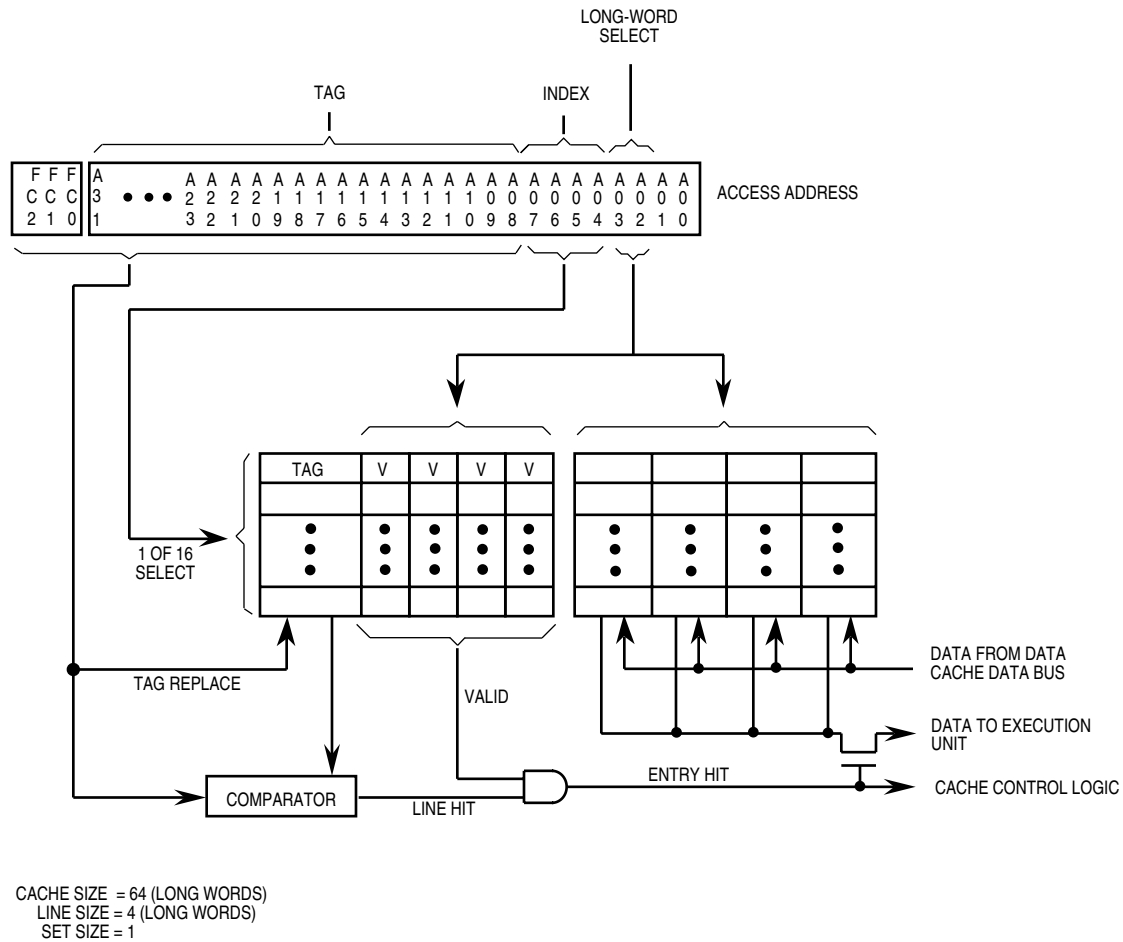 LONG-WORD
SELECT
TAG
INDEX
F F F A A A A A A A A A A A A A A A A A A A A A A A A A A
C C C 3 • • • 2 2 2 2 1 1 1 1 1 1 1 1 1 1 0 0 0 0 0 0 0 0 0 0
2 1 0 1 3 2 1 0 9 8 7 6 5 4 3 2 1 0 9 8 7 6 5 4 3 2 1 0
ACCESS ADDRESS
TAG V V V V
1 OF 16
SELECT
TAG REPLACE
VALID
DATA FROM DATA
CACHE DATA BUS
DATA TO EXECUTION
UNIT
ENTRY HIT
CACHE CONTROL LOGIC
COMPARATOR
LINE HIT
CACHE SIZE = 64 (LONG WORDS)
LINE SIZE = 4 (LONG WORDS)
SET SIZE = 1